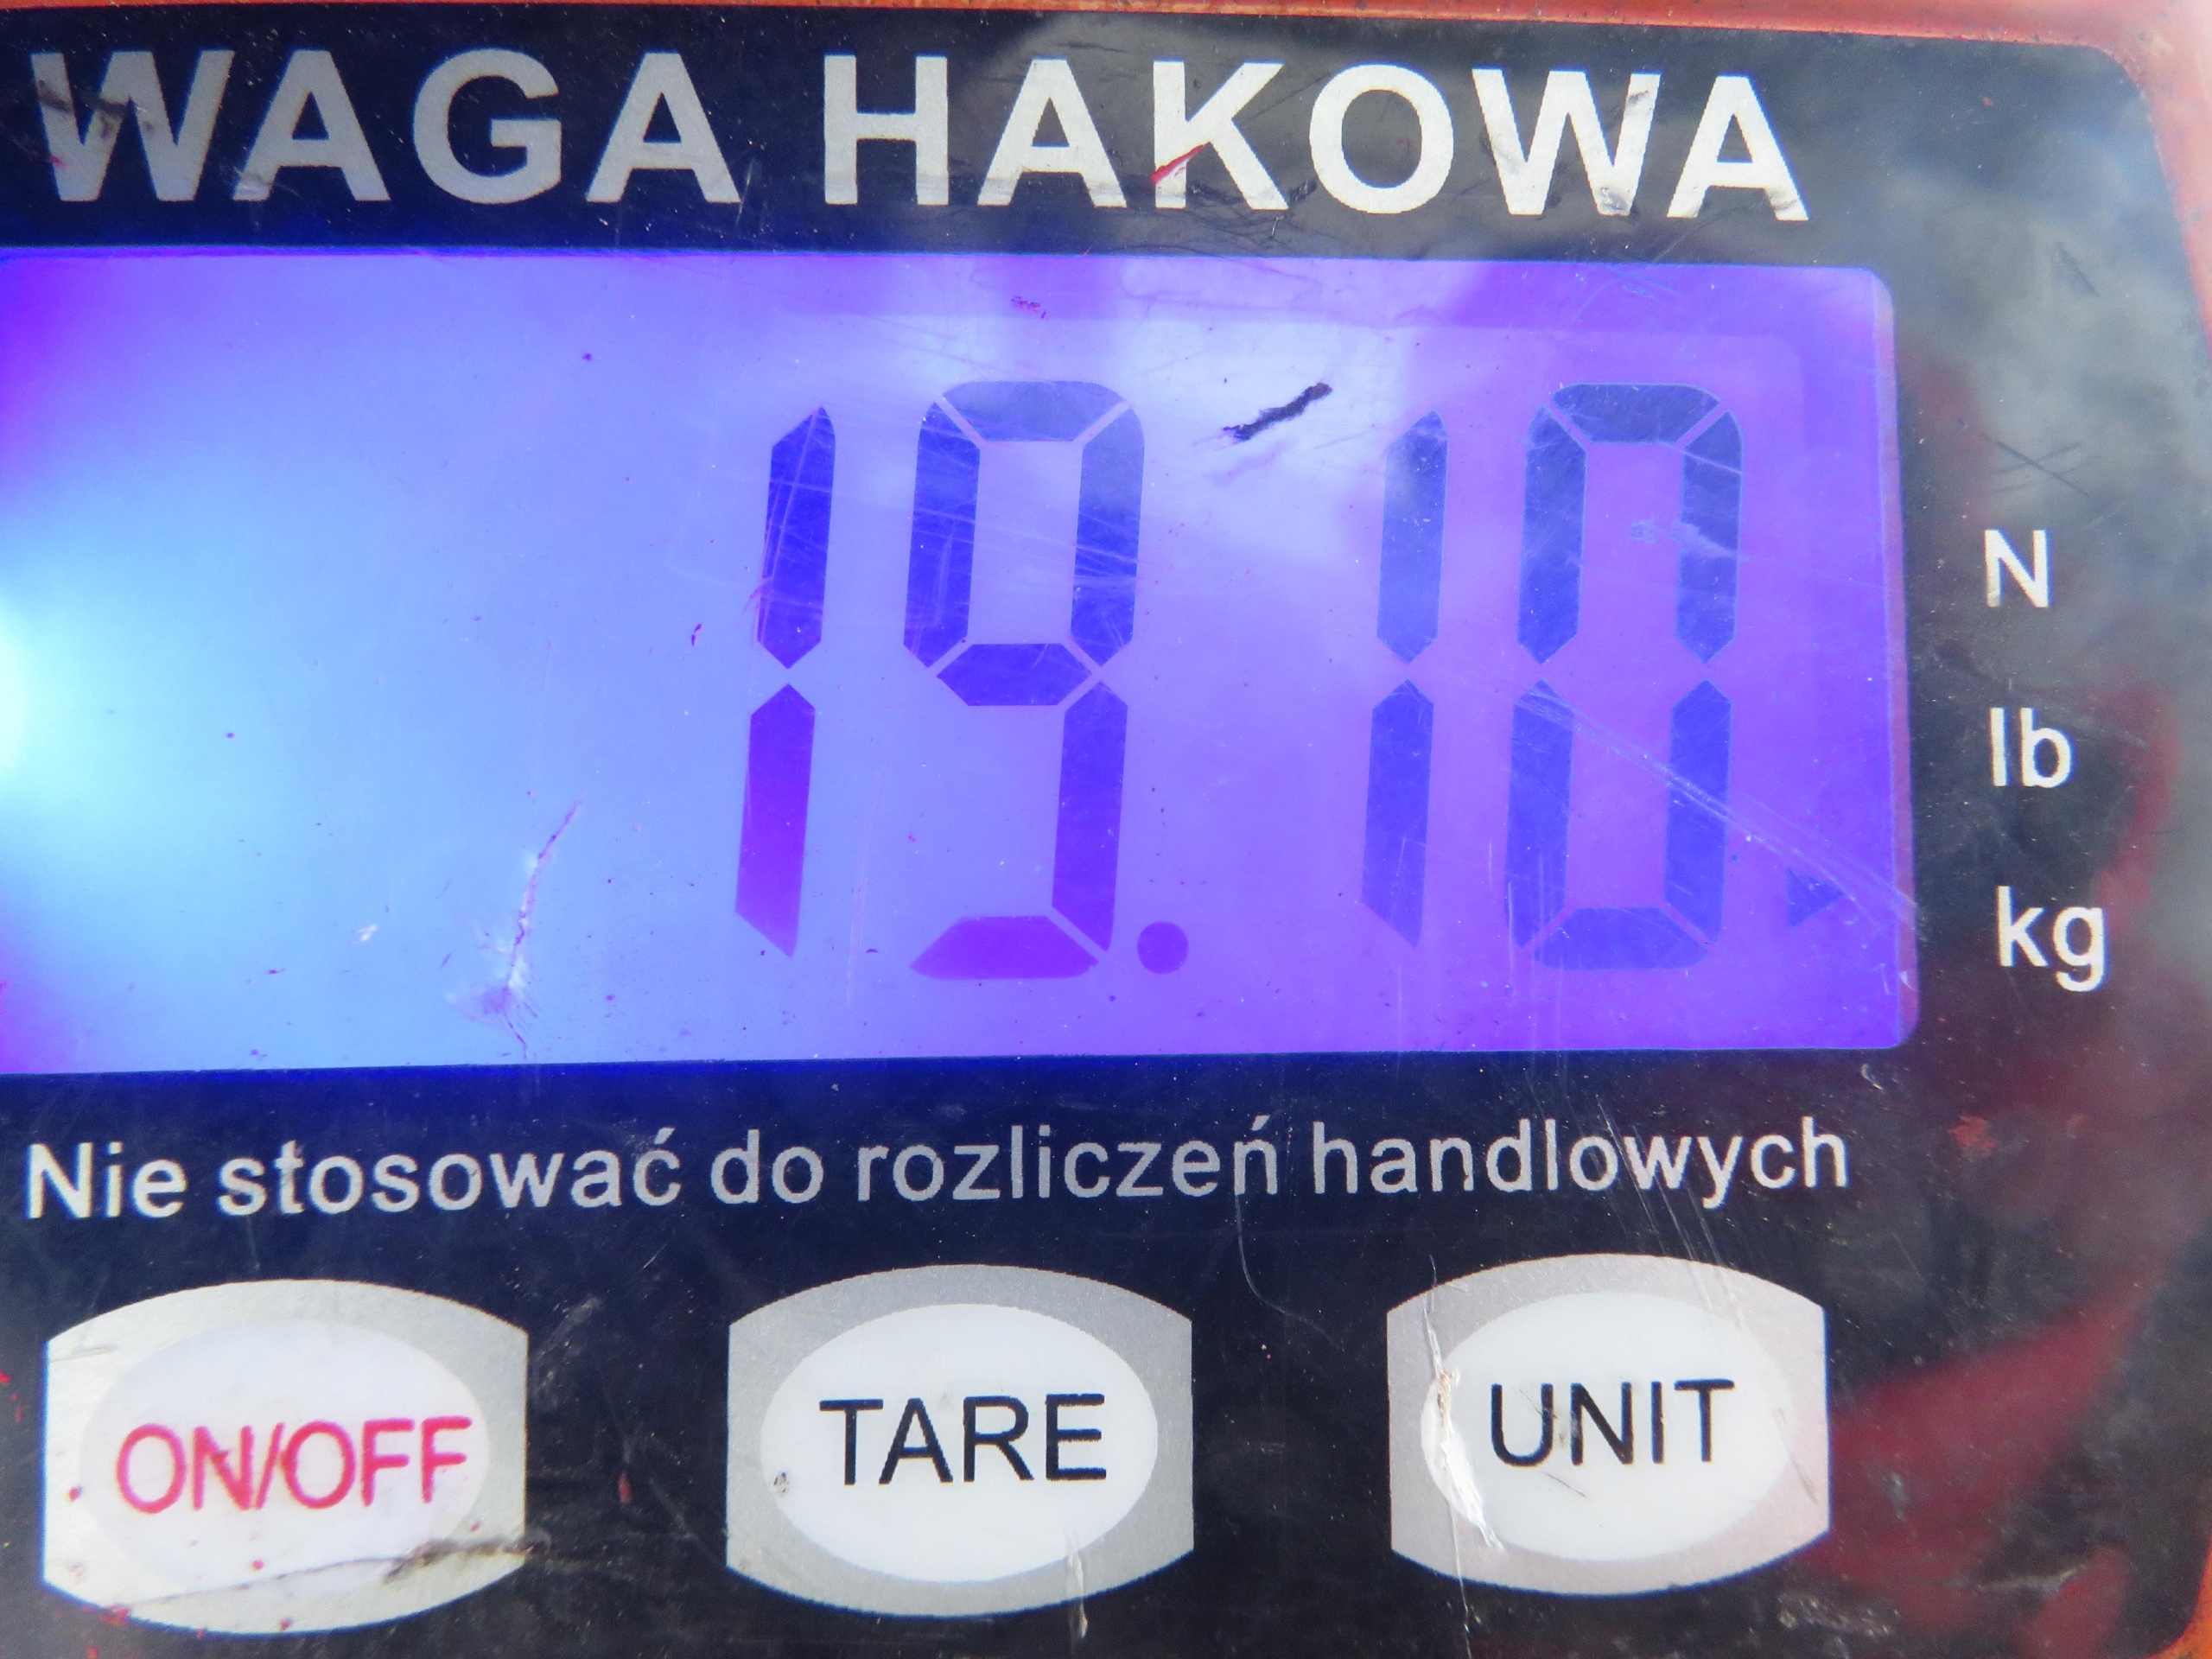 WAGA HAKOWA
19.10
N
lb
kg
Nie stosować do rozliczeń handlowych
ON/OFF TARE UNIT